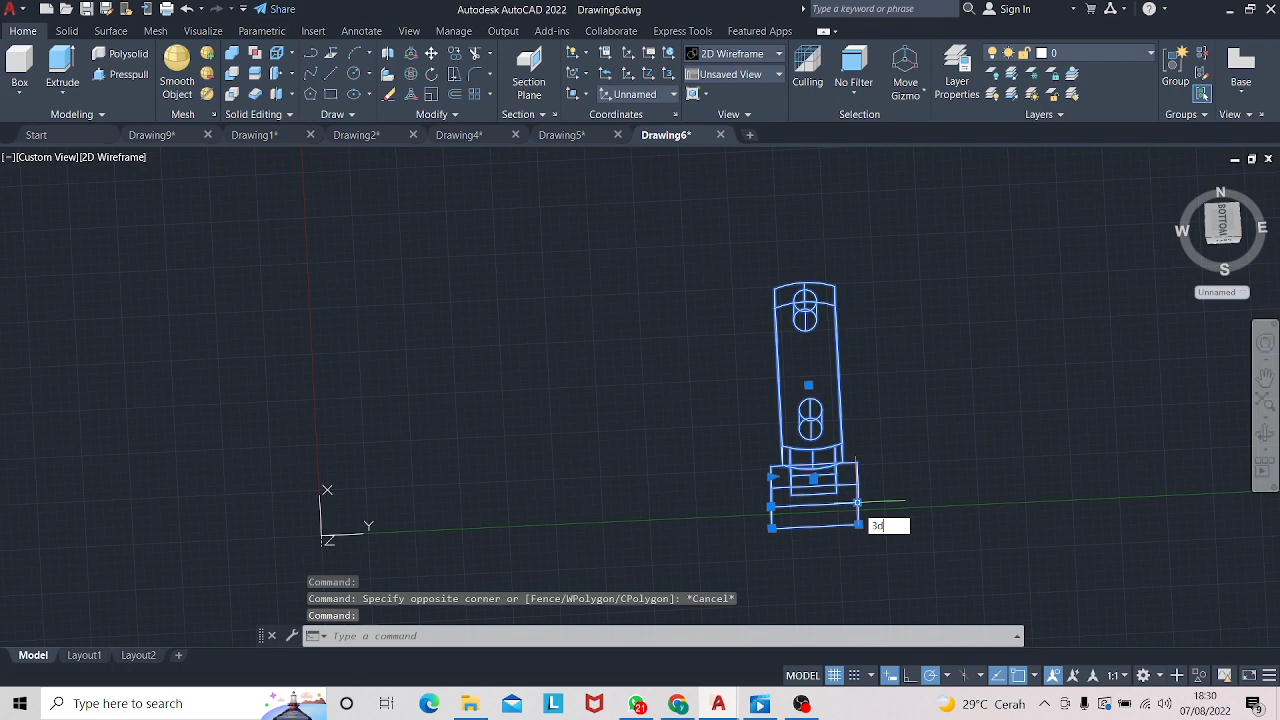 Share
Autodesk AutoCAD 2022 Drawing6.dwg
Type a keyword or phrase
Sign In
Home Solid Surface Mesh Visualize Parametric Insert Annotate View Manage Output Add-ins Collaborate Express Tools Featured Apps
Box
Extrude
Polysolid
Presspull
Smooth
Object
Section
Plane
2D Wireframe
Unsaved View
Unnamed
Culling
No Filter
Move
Gizmo
Layer
Properties
0
Group
Base
Modeling
Mesh
Solid Editing
Draw
Modify
Section
Coordinates
View
Selection
Layers
Groups
View
Start
Drawing9*
Drawing1*
Drawing2*
Drawing4*
Drawing5*
Drawing6*
[−][Custom View][2D Wireframe]
N
W
BOTTOM
E
S
Unnamed
X
Y
Z
3d
Command:
Command: Specify opposite corner or [Fence/WPolygon/CPolygon]: *Cancel*
Command:
Type a command
Model Layout1 Layout2
MODEL
1:1
Type here to search
L
21
A
29°C Cerah
18:30
07/08/2022